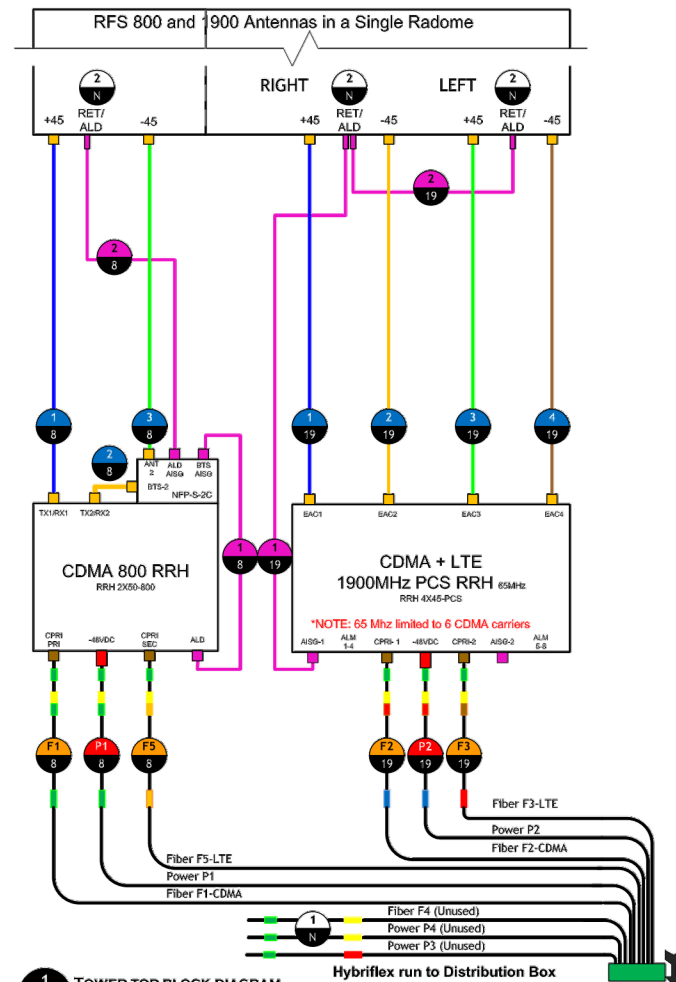 RFS 800 and 1900 Antennas in a Single Radome
2
N
RIGHT
2
N
LEFT
2
N
+45
RET/
ALD
-45
+45
RET/
ALD
-45
+45
RET/
ALD
-45
2
19
2
8
1
8
3
8
1
19
2
19
3
19
4
19
2
8
ANT
2
ALD
AISG
BTS
AISG
BTS-2
NFP-S-2C
TX1/RX1
TX2/RX2
EAC1
EAC2
EAC3
EAC4
CDMA 800 RRH
RRH 2X50-800
1
8
1
19
CDMA + LTE
1900MHz PCS RRH 65MHz
RRH 4X45-PCS
*NOTE: 65 Mhz limited to 6 CDMA carriers
CPRI
PRI
-48VDC
CPRI
SEC
ALD
AISG-1
ALM
1-4
CPRI- 1
-48VDC
CPRI-2
AISG-2
ALM
5-8
F1
8
P1
8
F5
8
F2
19
P2
19
F3
19
Fiber F3-LTE
Power P2
Fiber F2-CDMA
Fiber F5-LTE
Power P1
Fiber F1-CDMA
1
N
Fiber F4 (Unused)
Power P4 (Unused)
Power P3 (Unused)
Hybriflex run to Distribution Box
1
TOWER TOP BLOCK DIAGRAM